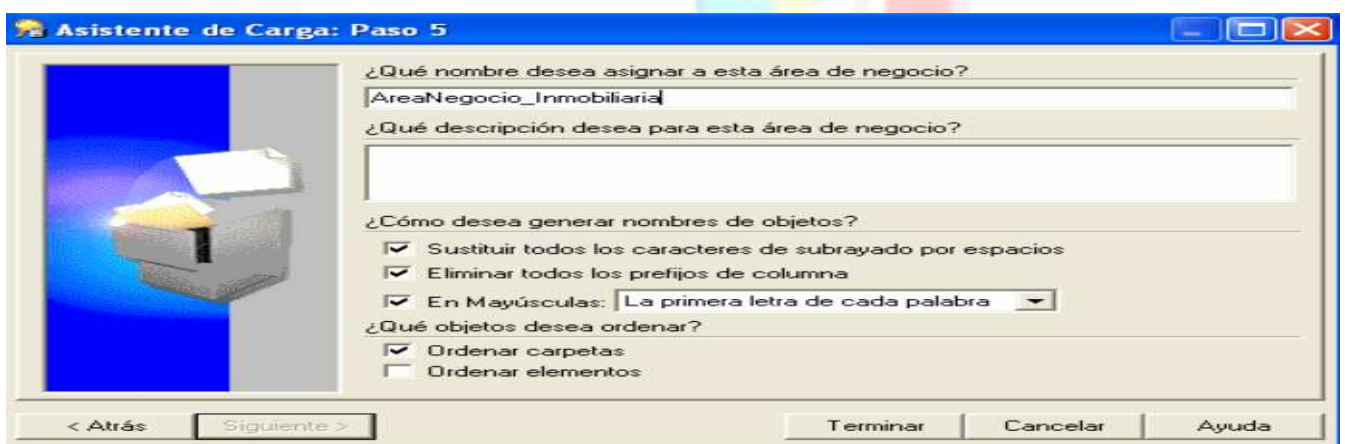 Asistente de Carga: Paso 5
¿Qué nombre desea asignar a esta área de negocio?
AreaNegocio_Inmobiliaria
¿Qué descripción desea para esta área de negocio?
¿Cómo desea generar nombres de objetos?
Sustituir todos los caracteres de subrayado por espacios
Eliminar todos los prefijos de columna
En Mayúsculas: La primera letra de cada palabra
¿Qué objetos desea ordenar?
Ordenar carpetas
Ordenar elementos
< Atrás Siguiente > Terminar Cancelar Ayuda